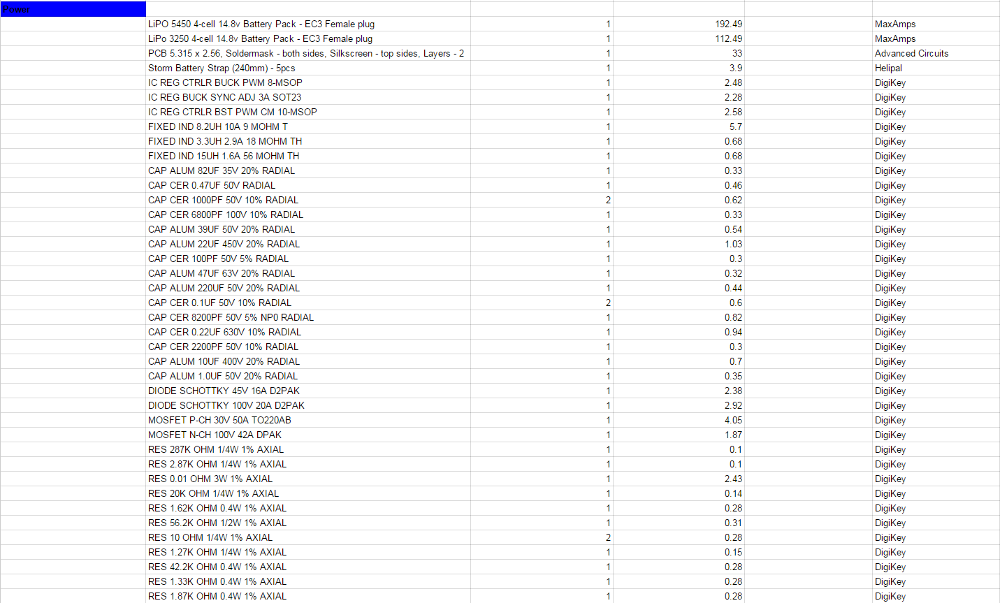 Power
LiPO 5450 4-cell 14.8v Battery Pack - EC3 Female plug 1 192.49 MaxAmps
LiPo 3250 4-cell 14.8v Battery Pack - EC3 Female plug 1 112.49 MaxAmps
PCB 5.315 x 2.56, Soldermask - both sides, Silkscreen - top sides, Layers - 2 1 33 Advanced Circuits
Storm Battery Strap (240mm) - 5pcs 1 3.9 Helipal
IC REG CTRLR BUCK PWM 8-MSOP 1 2.48 DigiKey
IC REG BUCK SYNC ADJ 3A SOT23 1 2.28 DigiKey
IC REG CTRLR BST PWM CM 10-MSOP 1 2.58 DigiKey
FIXED IND 8.2UH 10A 9 MOHM T 1 5.7 DigiKey
FIXED IND 3.3UH 2.9A 18 MOHM TH 1 0.68 DigiKey
FIXED IND 15UH 1.6A 56 MOHM TH 1 0.68 DigiKey
CAP ALUM 82UF 35V 20% RADIAL 1 0.33 DigiKey
CAP CER 0.47UF 50V RADIAL 1 0.46 DigiKey
CAP CER 1000PF 50V 10% RADIAL 2 0.62 DigiKey
CAP CER 6800PF 100V 10% RADIAL 1 0.33 DigiKey
CAP ALUM 39UF 50V 20% RADIAL 1 0.54 DigiKey
CAP ALUM 22UF 450V 20% RADIAL 1 1.03 DigiKey
CAP CER 100PF 50V 5% RADIAL 1 0.3 DigiKey
CAP ALUM 47UF 63V 20% RADIAL 1 0.32 DigiKey
CAP ALUM 220UF 50V 20% RADIAL 1 0.44 DigiKey
CAP CER 0.1UF 50V 10% RADIAL 2 0.6 DigiKey
CAP CER 8200PF 50V 5% NP0 RADIAL 1 0.82 DigiKey
CAP CER 0.22UF 630V 10% RADIAL 1 0.94 DigiKey
CAP CER 2200PF 50V 10% RADIAL 1 0.3 DigiKey
CAP ALUM 10UF 400V 20% RADIAL 1 0.7 DigiKey
CAP ALUM 1.0UF 50V 20% RADIAL 1 0.35 DigiKey
DIODE SCHOTTKY 45V 16A D2PAK 1 2.38 DigiKey
DIODE SCHOTTKY 100V 20A D2PAK 1 2.92 DigiKey
MOSFET P-CH 30V 50A TO220AB 1 4.05 DigiKey
MOSFET N-CH 100V 42A DPAK 1 1.87 DigiKey
RES 287K OHM 1/4W 1% AXIAL 1 0.1 DigiKey
RES 2.87K OHM 1/4W 1% AXIAL 1 0.1 DigiKey
RES 0.01 OHM 3W 1% AXIAL 1 2.43 DigiKey
RES 20K OHM 1/4W 1% AXIAL 1 0.14 DigiKey
RES 1.62K OHM 0.4W 1% AXIAL 1 0.28 DigiKey
RES 56.2K OHM 1/2W 1% AXIAL 1 0.31 DigiKey
RES 10 OHM 1/4W 1% AXIAL 2 0.28 DigiKey
RES 1.27K OHM 1/4W 1% AXIAL 1 0.15 DigiKey
RES 42.2K OHM 0.4W 1% AXIAL 1 0.28 DigiKey
RES 1.33K OHM 0.4W 1% AXIAL 1 0.28 DigiKey
RES 1.87K OHM 0.4W 1% AXIAL 1 0.28 DigiKey